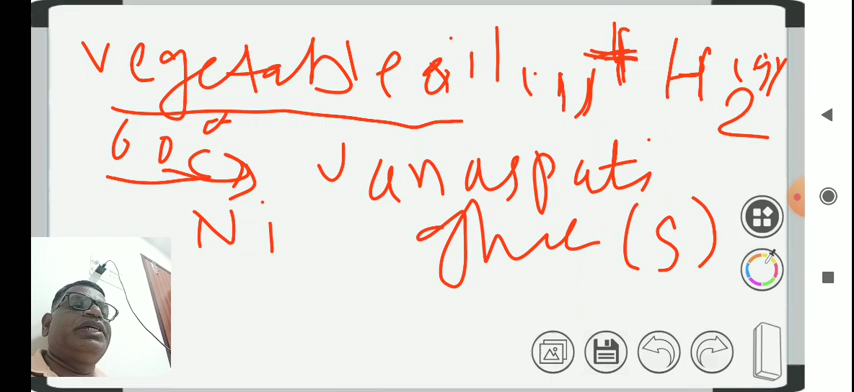 vegetable oil (l) + H2 (g)
60°C →
Ni
Vanaspati
ghee (s)